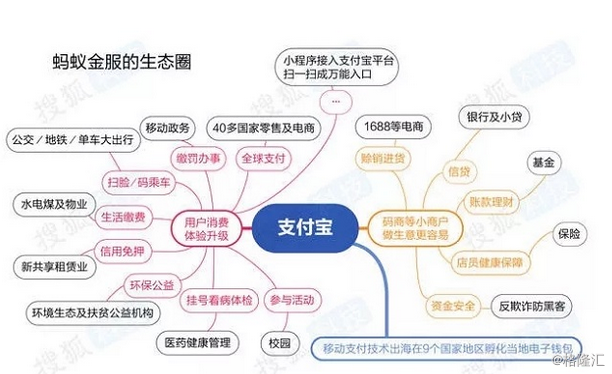 蚂蚁金服的生态圈
小程序接入支付宝平台
扫一扫成万能入口
...
移动政务
40多国家零售及电商
1688等电商
银行及小贷
公交/地铁/单车大出行
缴罚办事
全球支付
赊销进货
信贷
基金
扫脸/码乘车
账款理财
水电煤及物业
生活缴费
用户消费
体验升级
支付宝
码商等小商户
做生意更容易
保险
信用免押
店员健康保障
新共享租赁业
环保公益
挂号看病体检
参与活动
资金安全
反欺诈防黑客
环境生态及扶贫公益机构
医药健康管理
校园
移动支付技术出海在9个国家地区孵化当地电子钱包
搜狐科技
@格隆汇